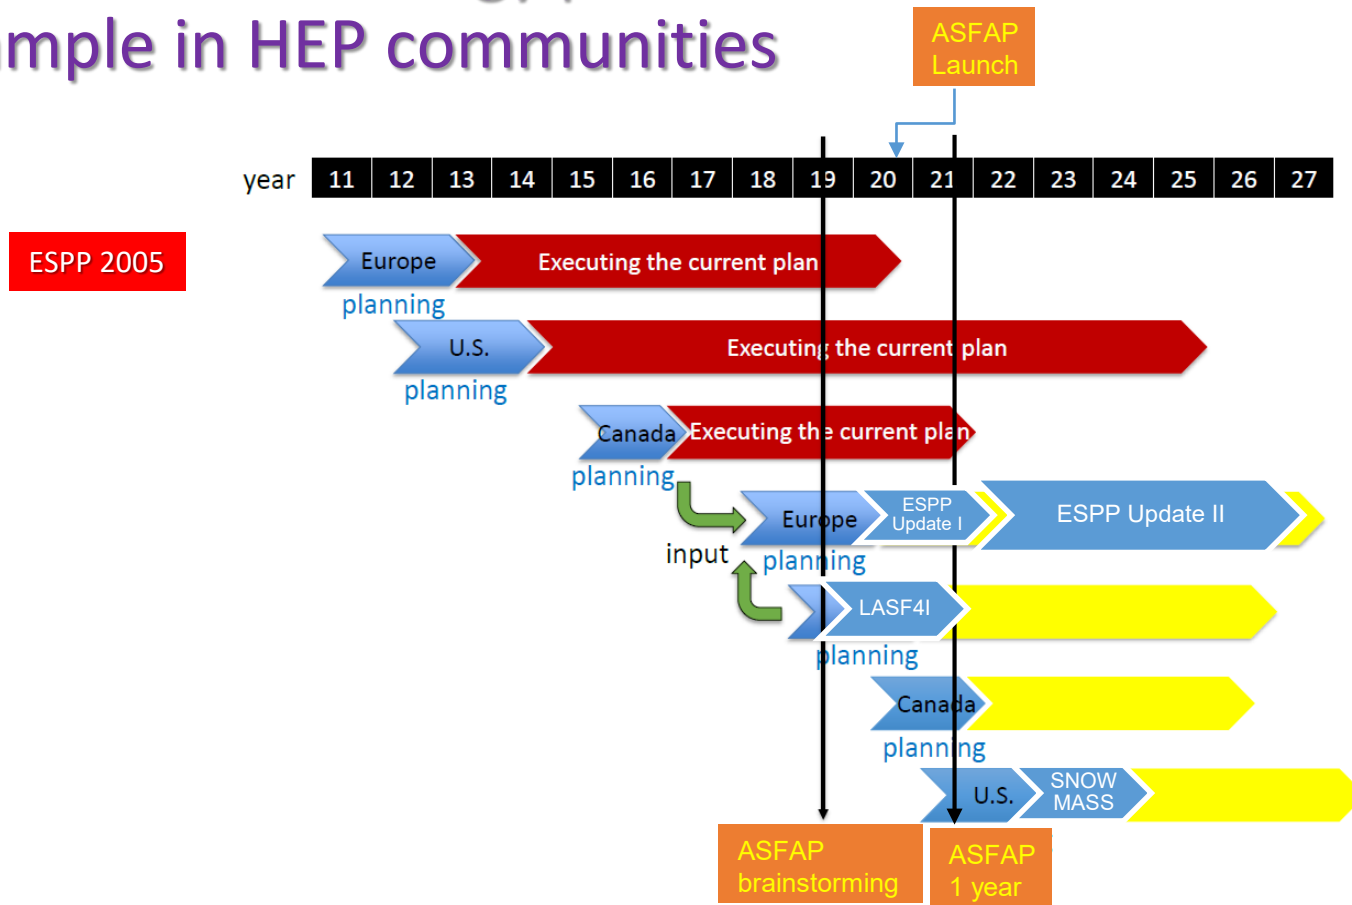 mple in HEP communities
ASFAP
Launch
year 11 12 13 14 15 16 17 18 19 20 21 22 23 24 25 26 27
ESPP 2005
Europe
Executing the current plan
planning
U.S.
Executing the current plan
planning
Canada
Executing the current plan
planning
input
Europe
ESPP
Update I
ESPP Update II
planning
LASF4I
planning
Canada
planning
U.S.
SNOW
MASS
ASFAP
brainstorming
ASFAP
1 year